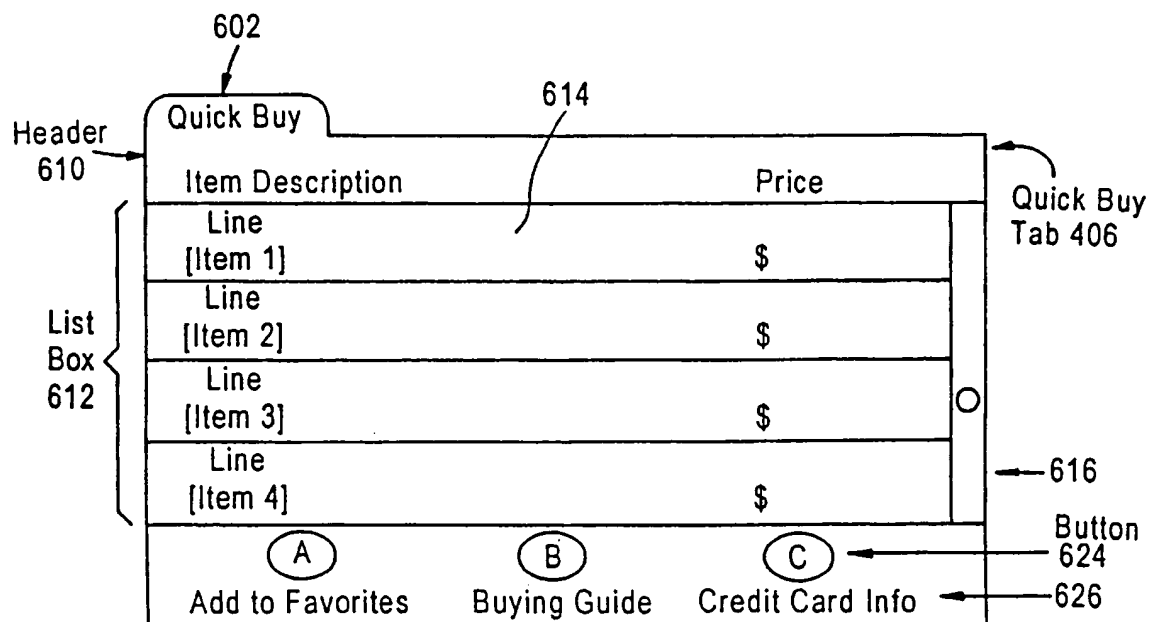 602
Quick Buy
614
Header
610
Item Description Price
Quick Buy
Tab 406
Line
[Item 1] $
Line
[Item 2] $
List
Box
612
Line
[Item 3] $
Line
[Item 4] $
616
A B C
Button
624
Add to Favorites Buying Guide Credit Card Info
626